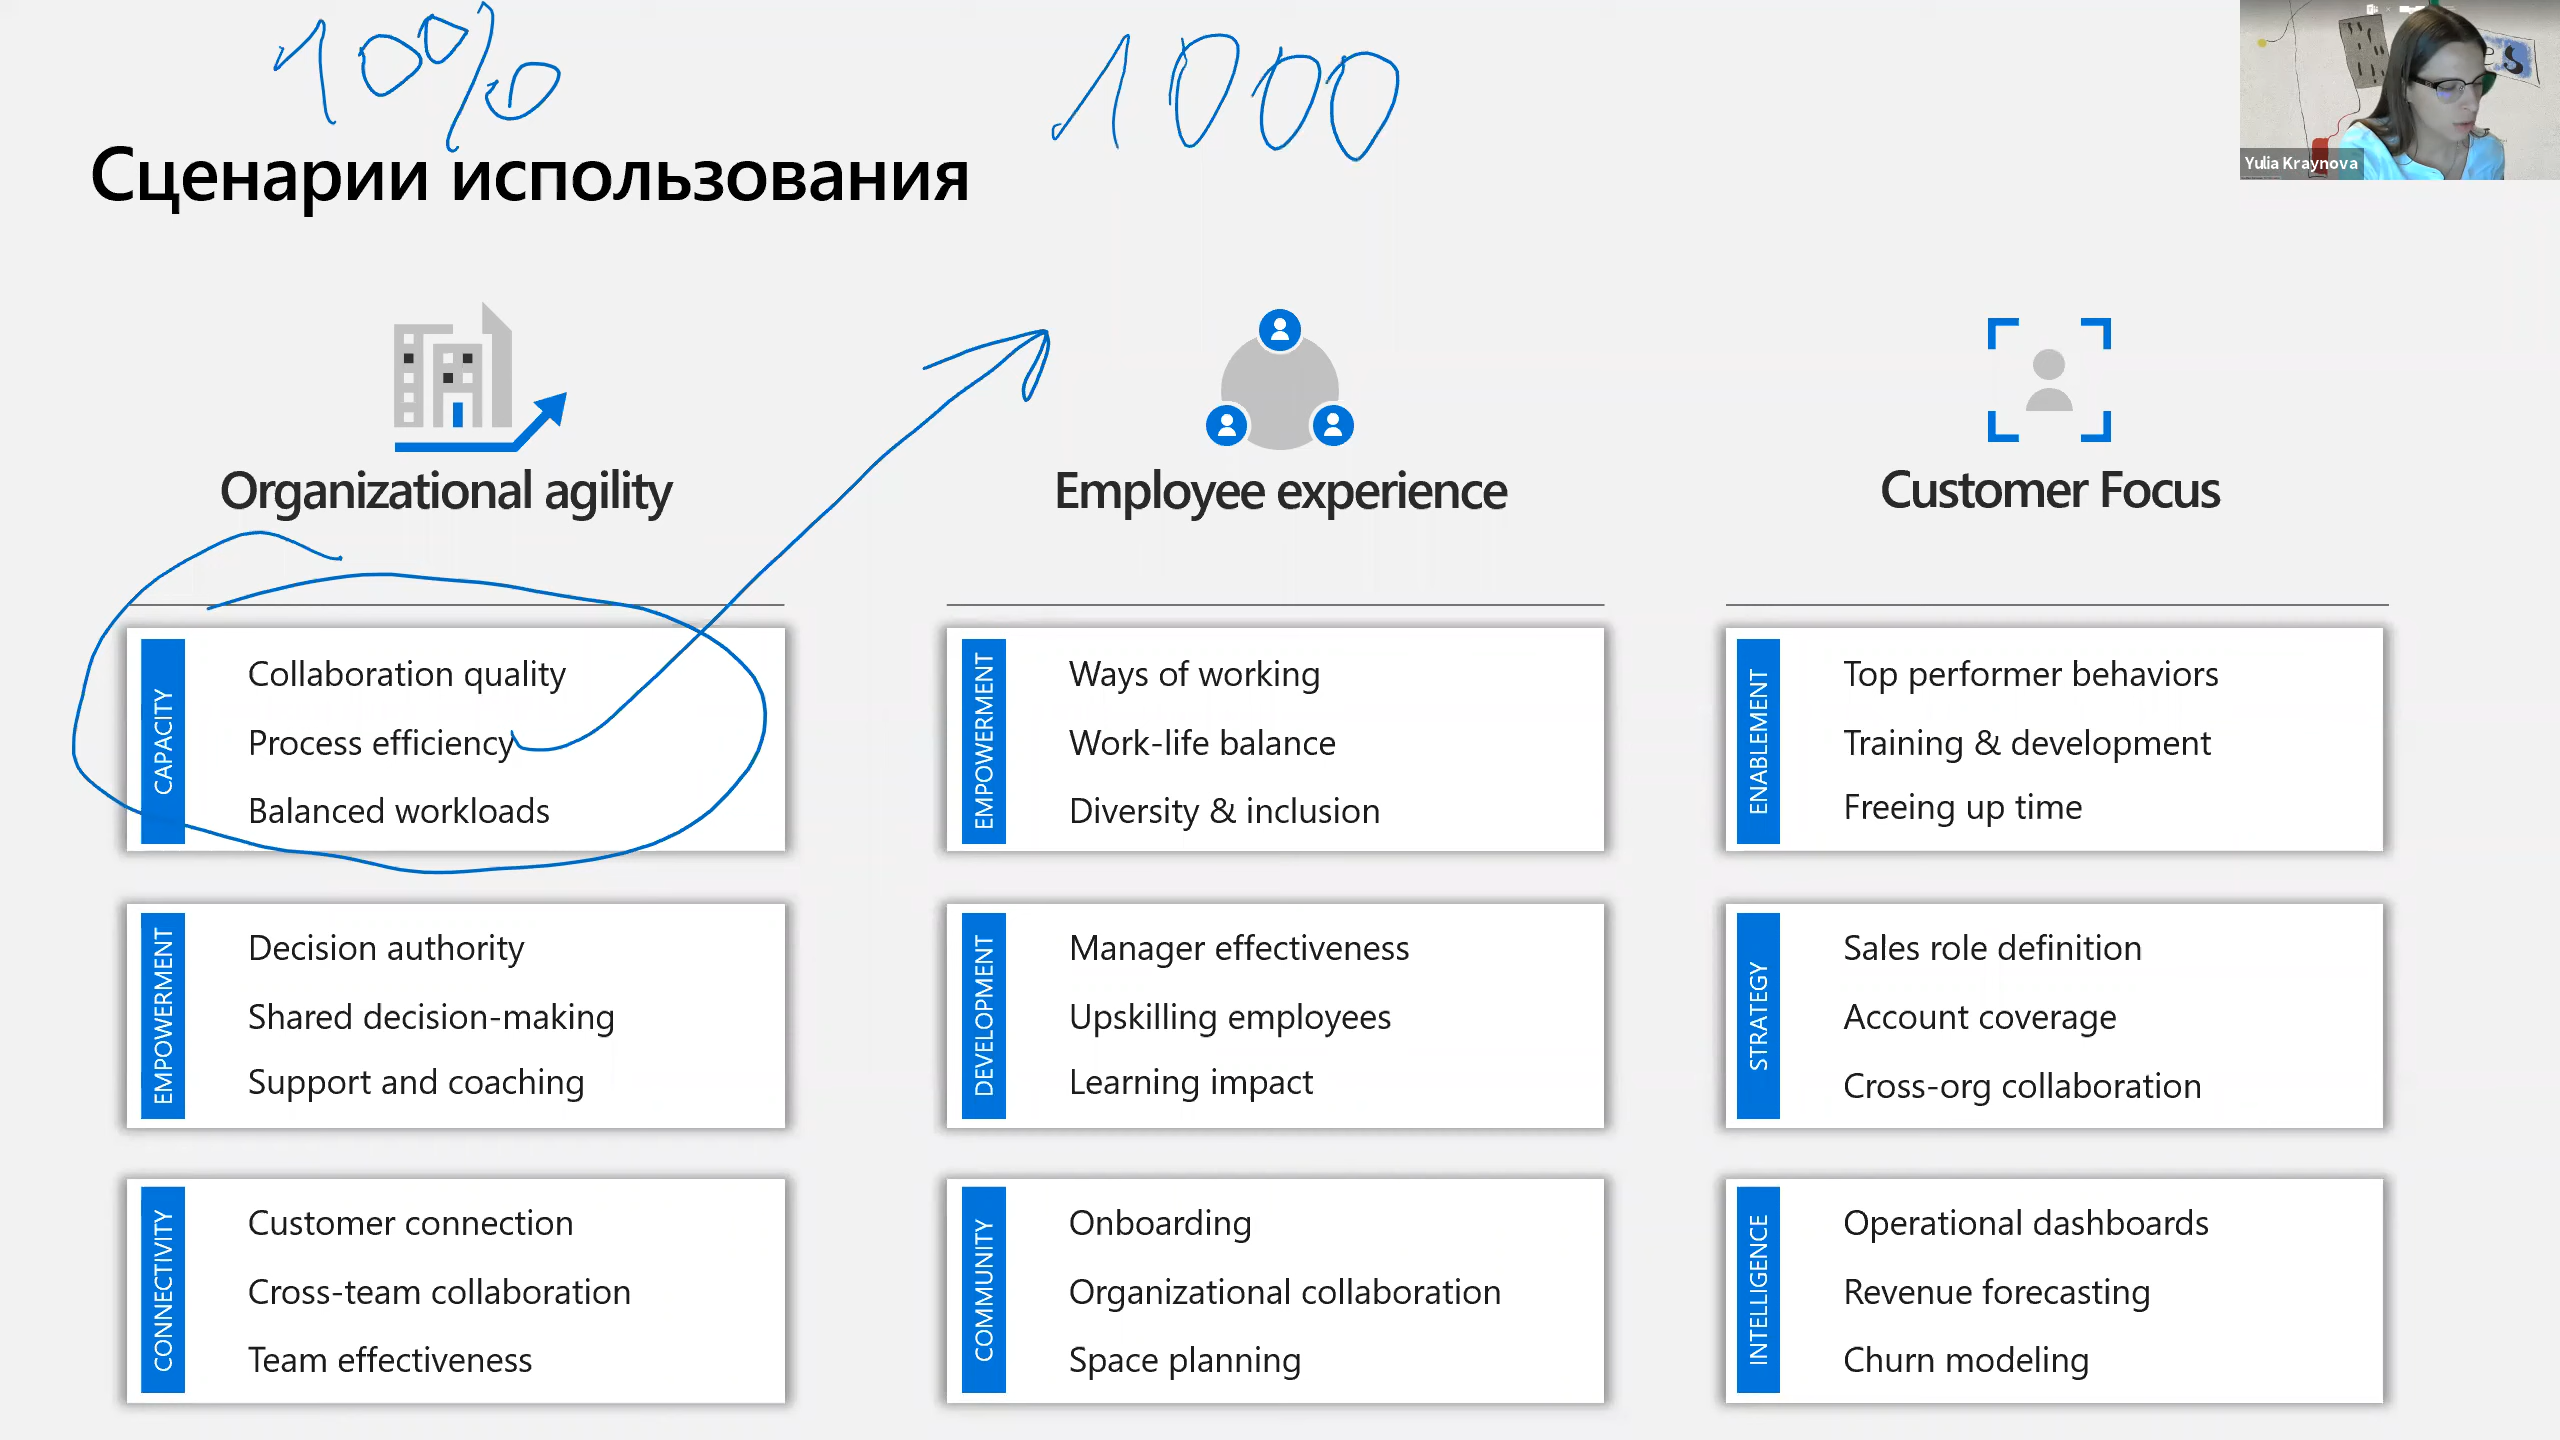 100%
1000
Yulia Kraynova
Сценарии использования
Organizational agility
CAPACITY
Collaboration quality
Process efficiency
Balanced workloads
EMPOWERMENT
Decision authority
Shared decision-making
Support and coaching
CONNECTIVITY
Customer connection
Cross-team collaboration
Team effectiveness
Employee experience
EMPOWERMENT
Ways of working
Work-life balance
Diversity & inclusion
DEVELOPMENT
Manager effectiveness
Upskilling employees
Learning impact
COMMUNITY
Onboarding
Organizational collaboration
Space planning
Customer Focus
ENABLEMENT
Top performer behaviors
Training & development
Freeing up time
STRATEGY
Sales role definition
Account coverage
Cross-org collaboration
INTELLIGENCE
Operational dashboards
Revenue forecasting
Churn modeling